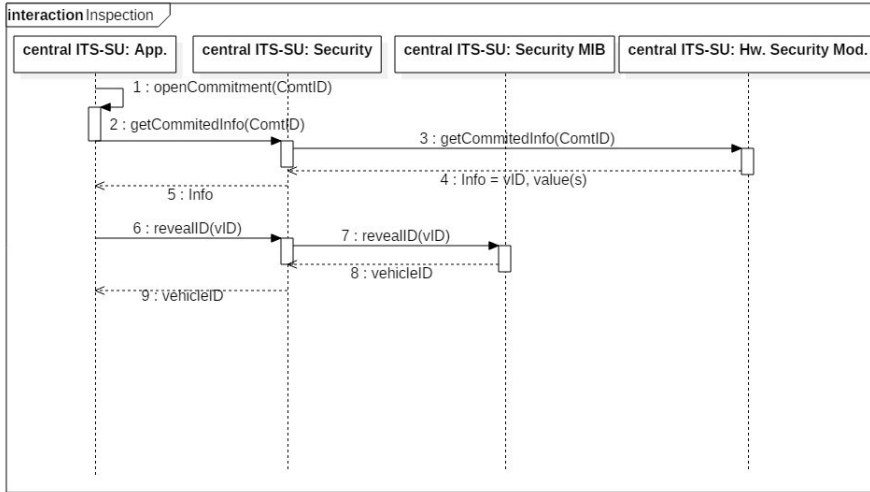 interaction Inspection
central ITS-SU: App.
central ITS-SU: Security
central ITS-SU: Security MIB
central ITS-SU: Hw. Security Mod.
1 : openCommitment(ComtID)
2 : getCommitedInfo(ComtID)
3 : getCommitedInfo(ComtID)
4 : Info = vID, value(s)
5 : Info
6 : revealID(vID)
7 : revealID(vID)
8 : vehicleID
9 : vehicleID